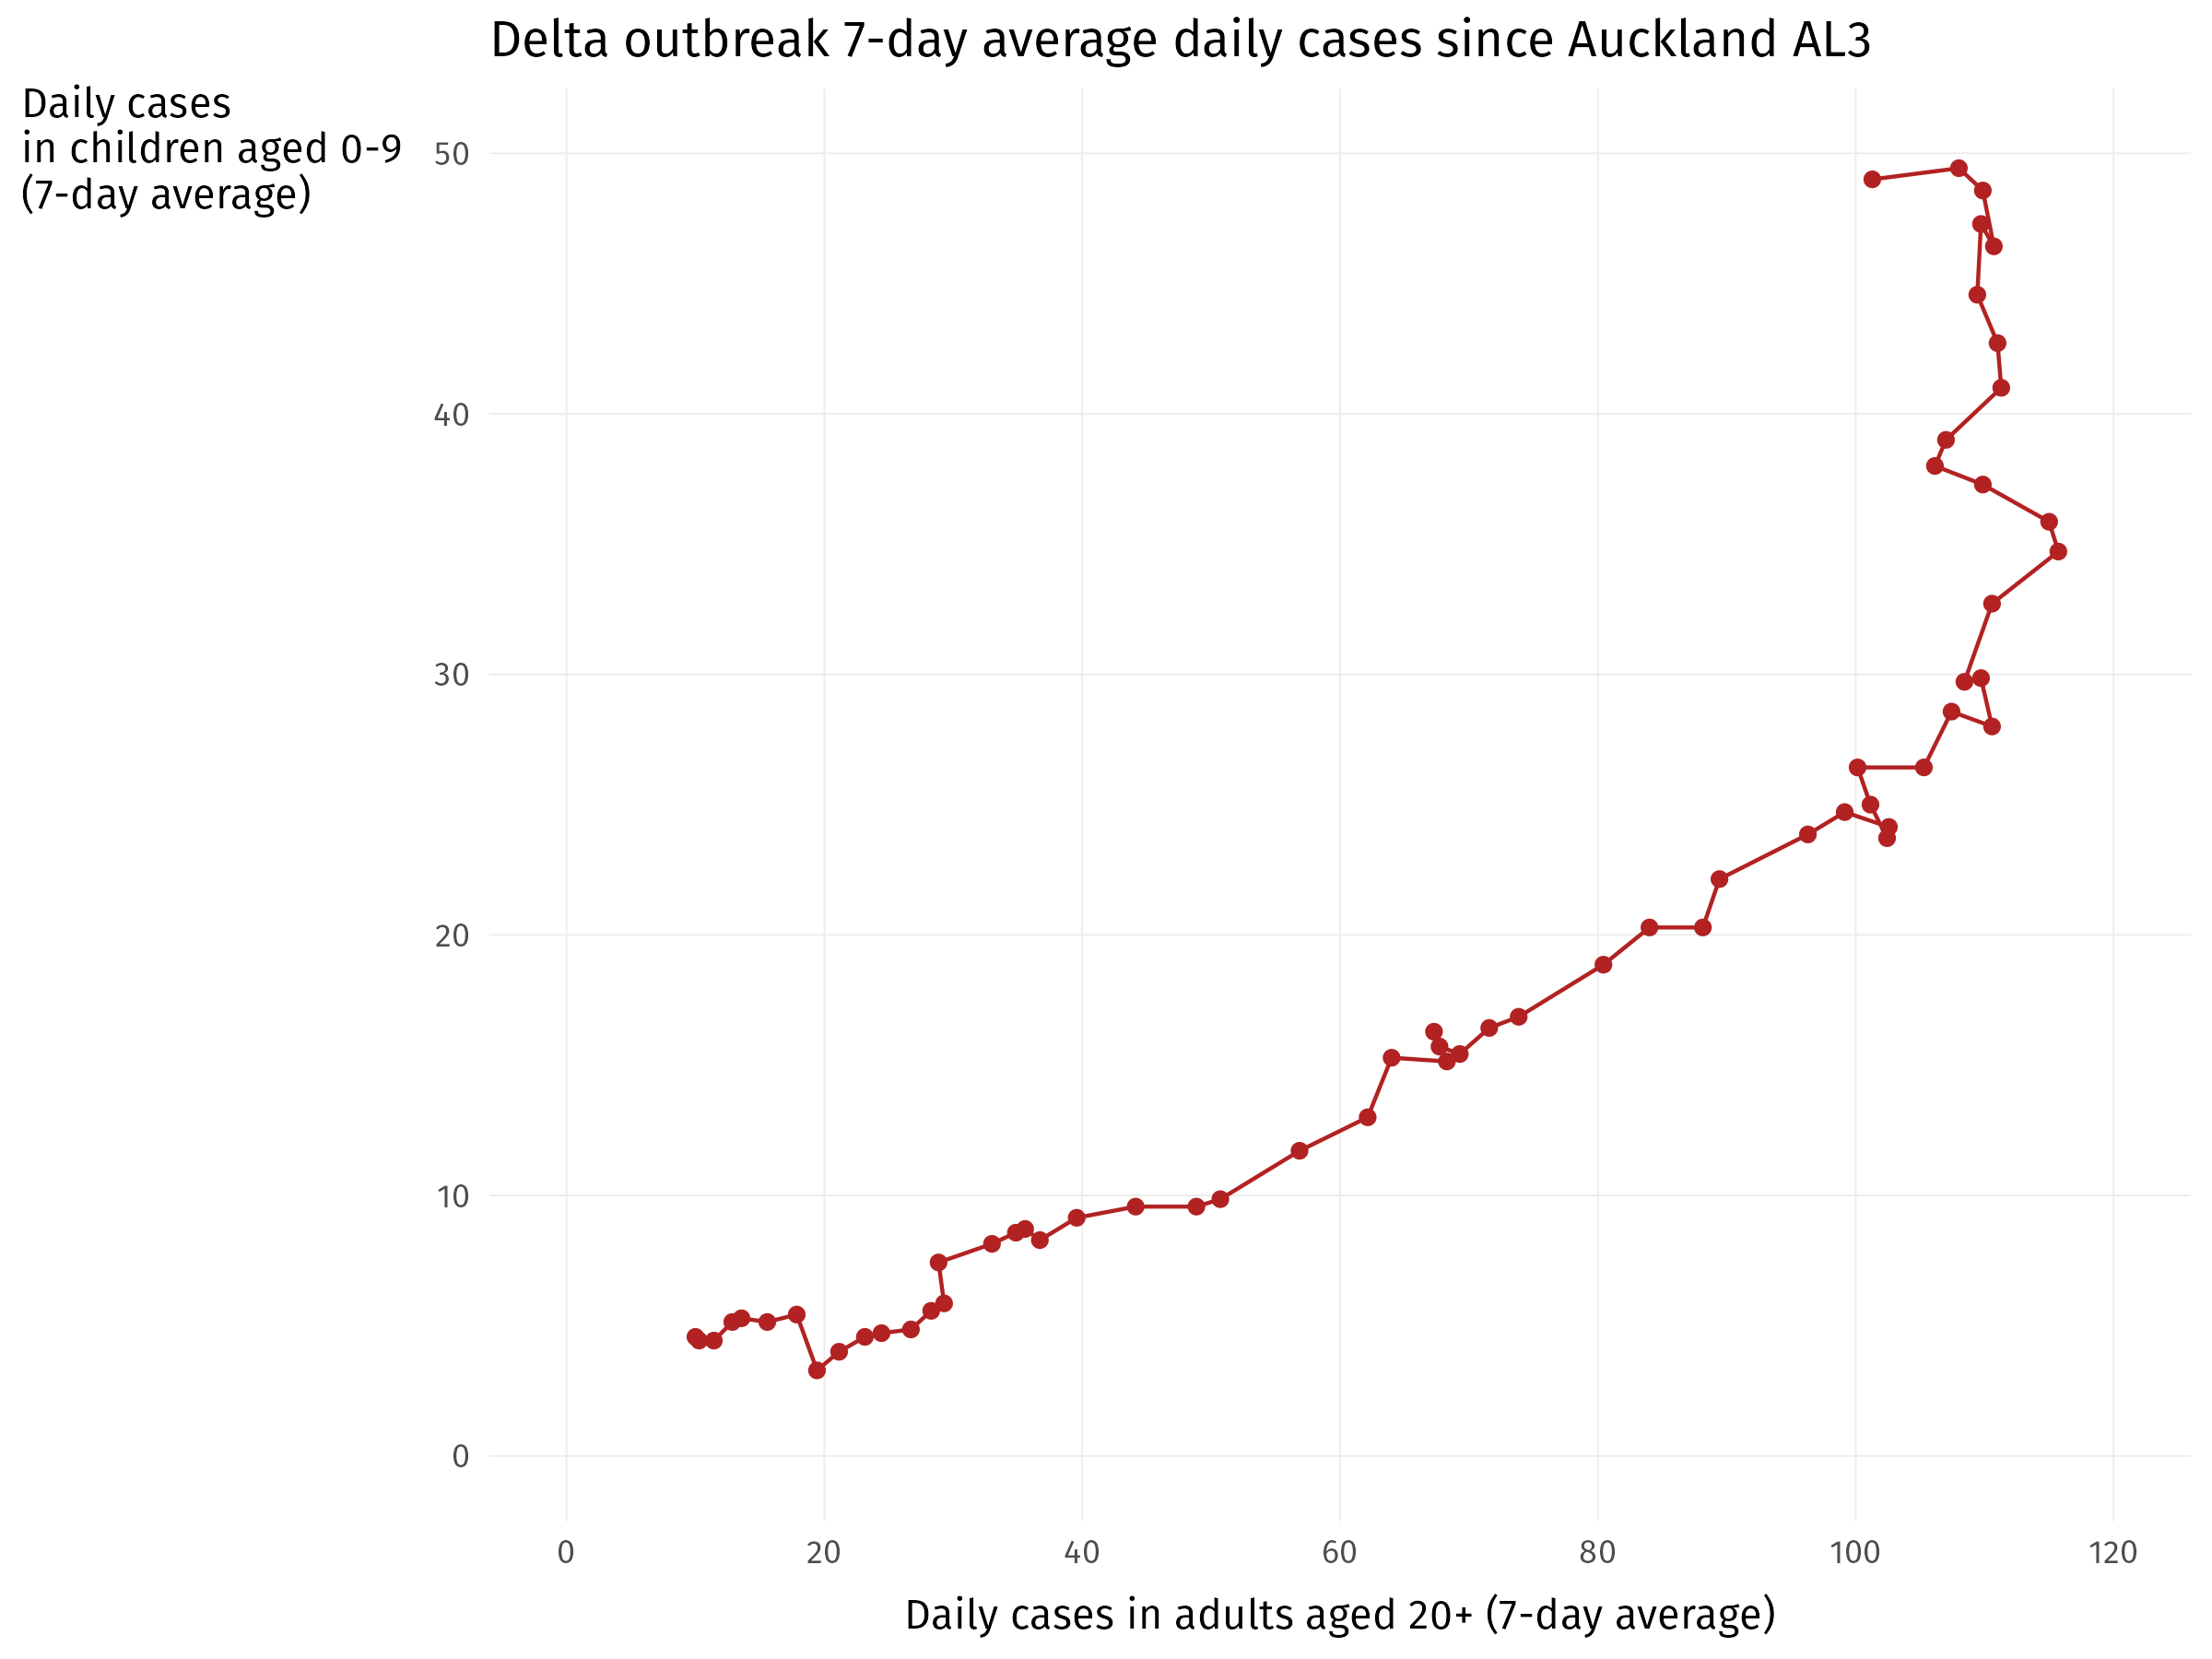 Delta outbreak 7-day average daily cases since Auckland AL3
Daily cases
in children aged 0-9
(7-day average)
50
40
30
20
10
0
0 20 40 60 80 100 120
Daily cases in adults aged 20+ (7-day average)